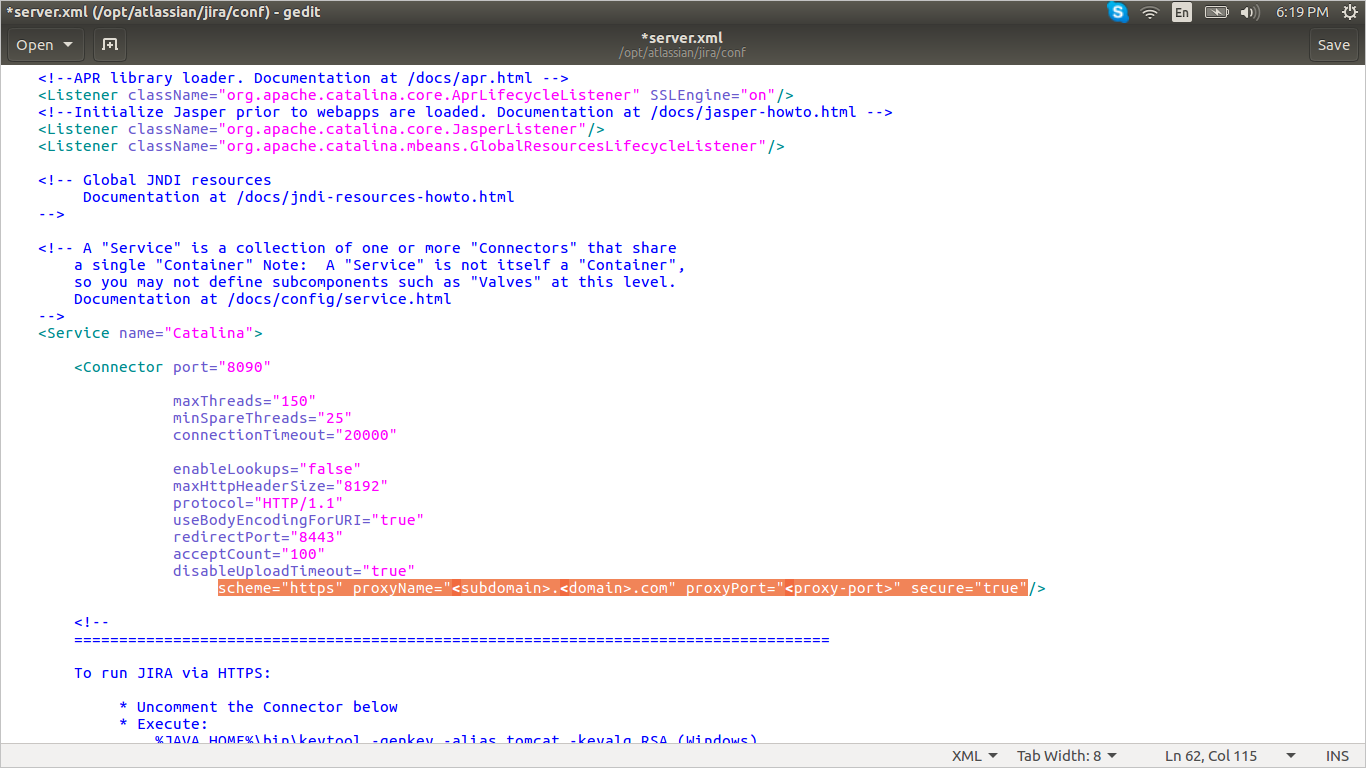 *server.xml (/opt/atlassian/jira/conf) - gedit
En
6:19 PM
Open
*server.xml
/opt/atlassian/jira/conf
Save
<!--APR library loader. Documentation at /docs/apr.html -->
<Listener className="org.apache.catalina.core.AprLifecycleListener" SSLEngine="on"/>
<!--Initialize Jasper prior to webapps are loaded. Documentation at /docs/jasper-howto.html -->
<Listener className="org.apache.catalina.core.JasperListener"/>
<Listener className="org.apache.catalina.mbeans.GlobalResourcesLifecycleListener"/>
<!-- Global JNDI resources
Documentation at /docs/jndi-resources-howto.html
-->
<!-- A "Service" is a collection of one or more "Connectors" that share
a single "Container" Note:  A "Service" is not itself a "Container",
so you may not define subcomponents such as "Valves" at this level.
Documentation at /docs/config/service.html
-->
<Service name="Catalina">
<Connector port="8090"
maxThreads="150"
minSpareThreads="25"
connectionTimeout="20000"
enableLookups="false"
maxHttpHeaderSize="8192"
protocol="HTTP/1.1"
useBodyEncodingForURI="true"
redirectPort="8443"
acceptCount="100"
disableUploadTimeout="true"
scheme="https" proxyName="<subdomain>.<domain>.com" proxyPort="<proxy-port>" secure="true"/>
<!--
====================================================================================
To run JIRA via HTTPS:
* Uncomment the Connector below
* Execute:
%JAVA_HOME%\bin\keytool -genkey -alias tomcat -keyalg RSA (Windows)
XML
Tab Width: 8
Ln 62, Col 115
INS